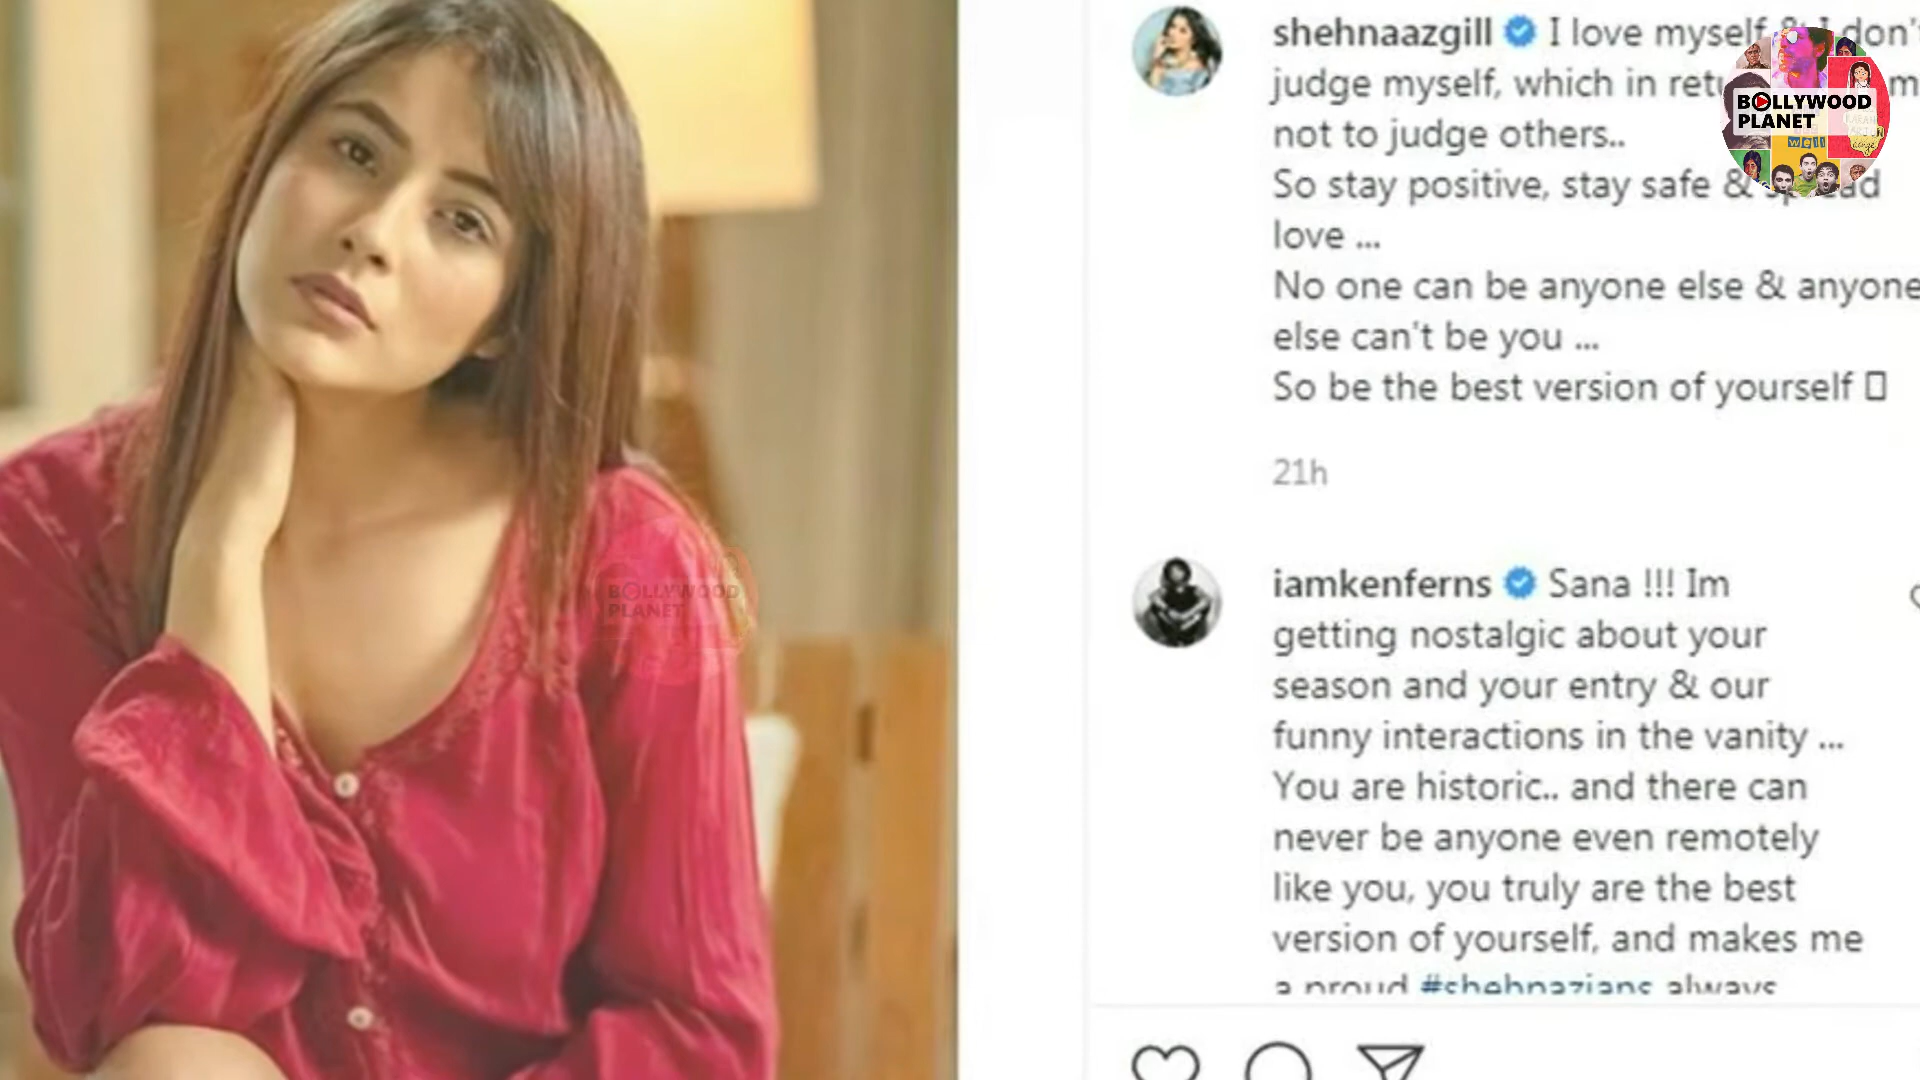 shehnaazgill I love myself & I don't
judge myself, which in
not to judge others..
So stay positive, stay safe & spread
love ...
No one can be anyone else & anyone
else can't be you ...
So be the best version of yourself
21h
iamkenferns Sana !!! Im
getting nostalgic about your
season and your entry & our
funny interactions in the vanity ...
You are historic.. and there can
never be anyone even remotely
like you, you truly are the best
version of yourself, and makes me
a proud #shehnazians always
BOLLYWOOD
PLANET
well
BOLLYWOOD
PLANET